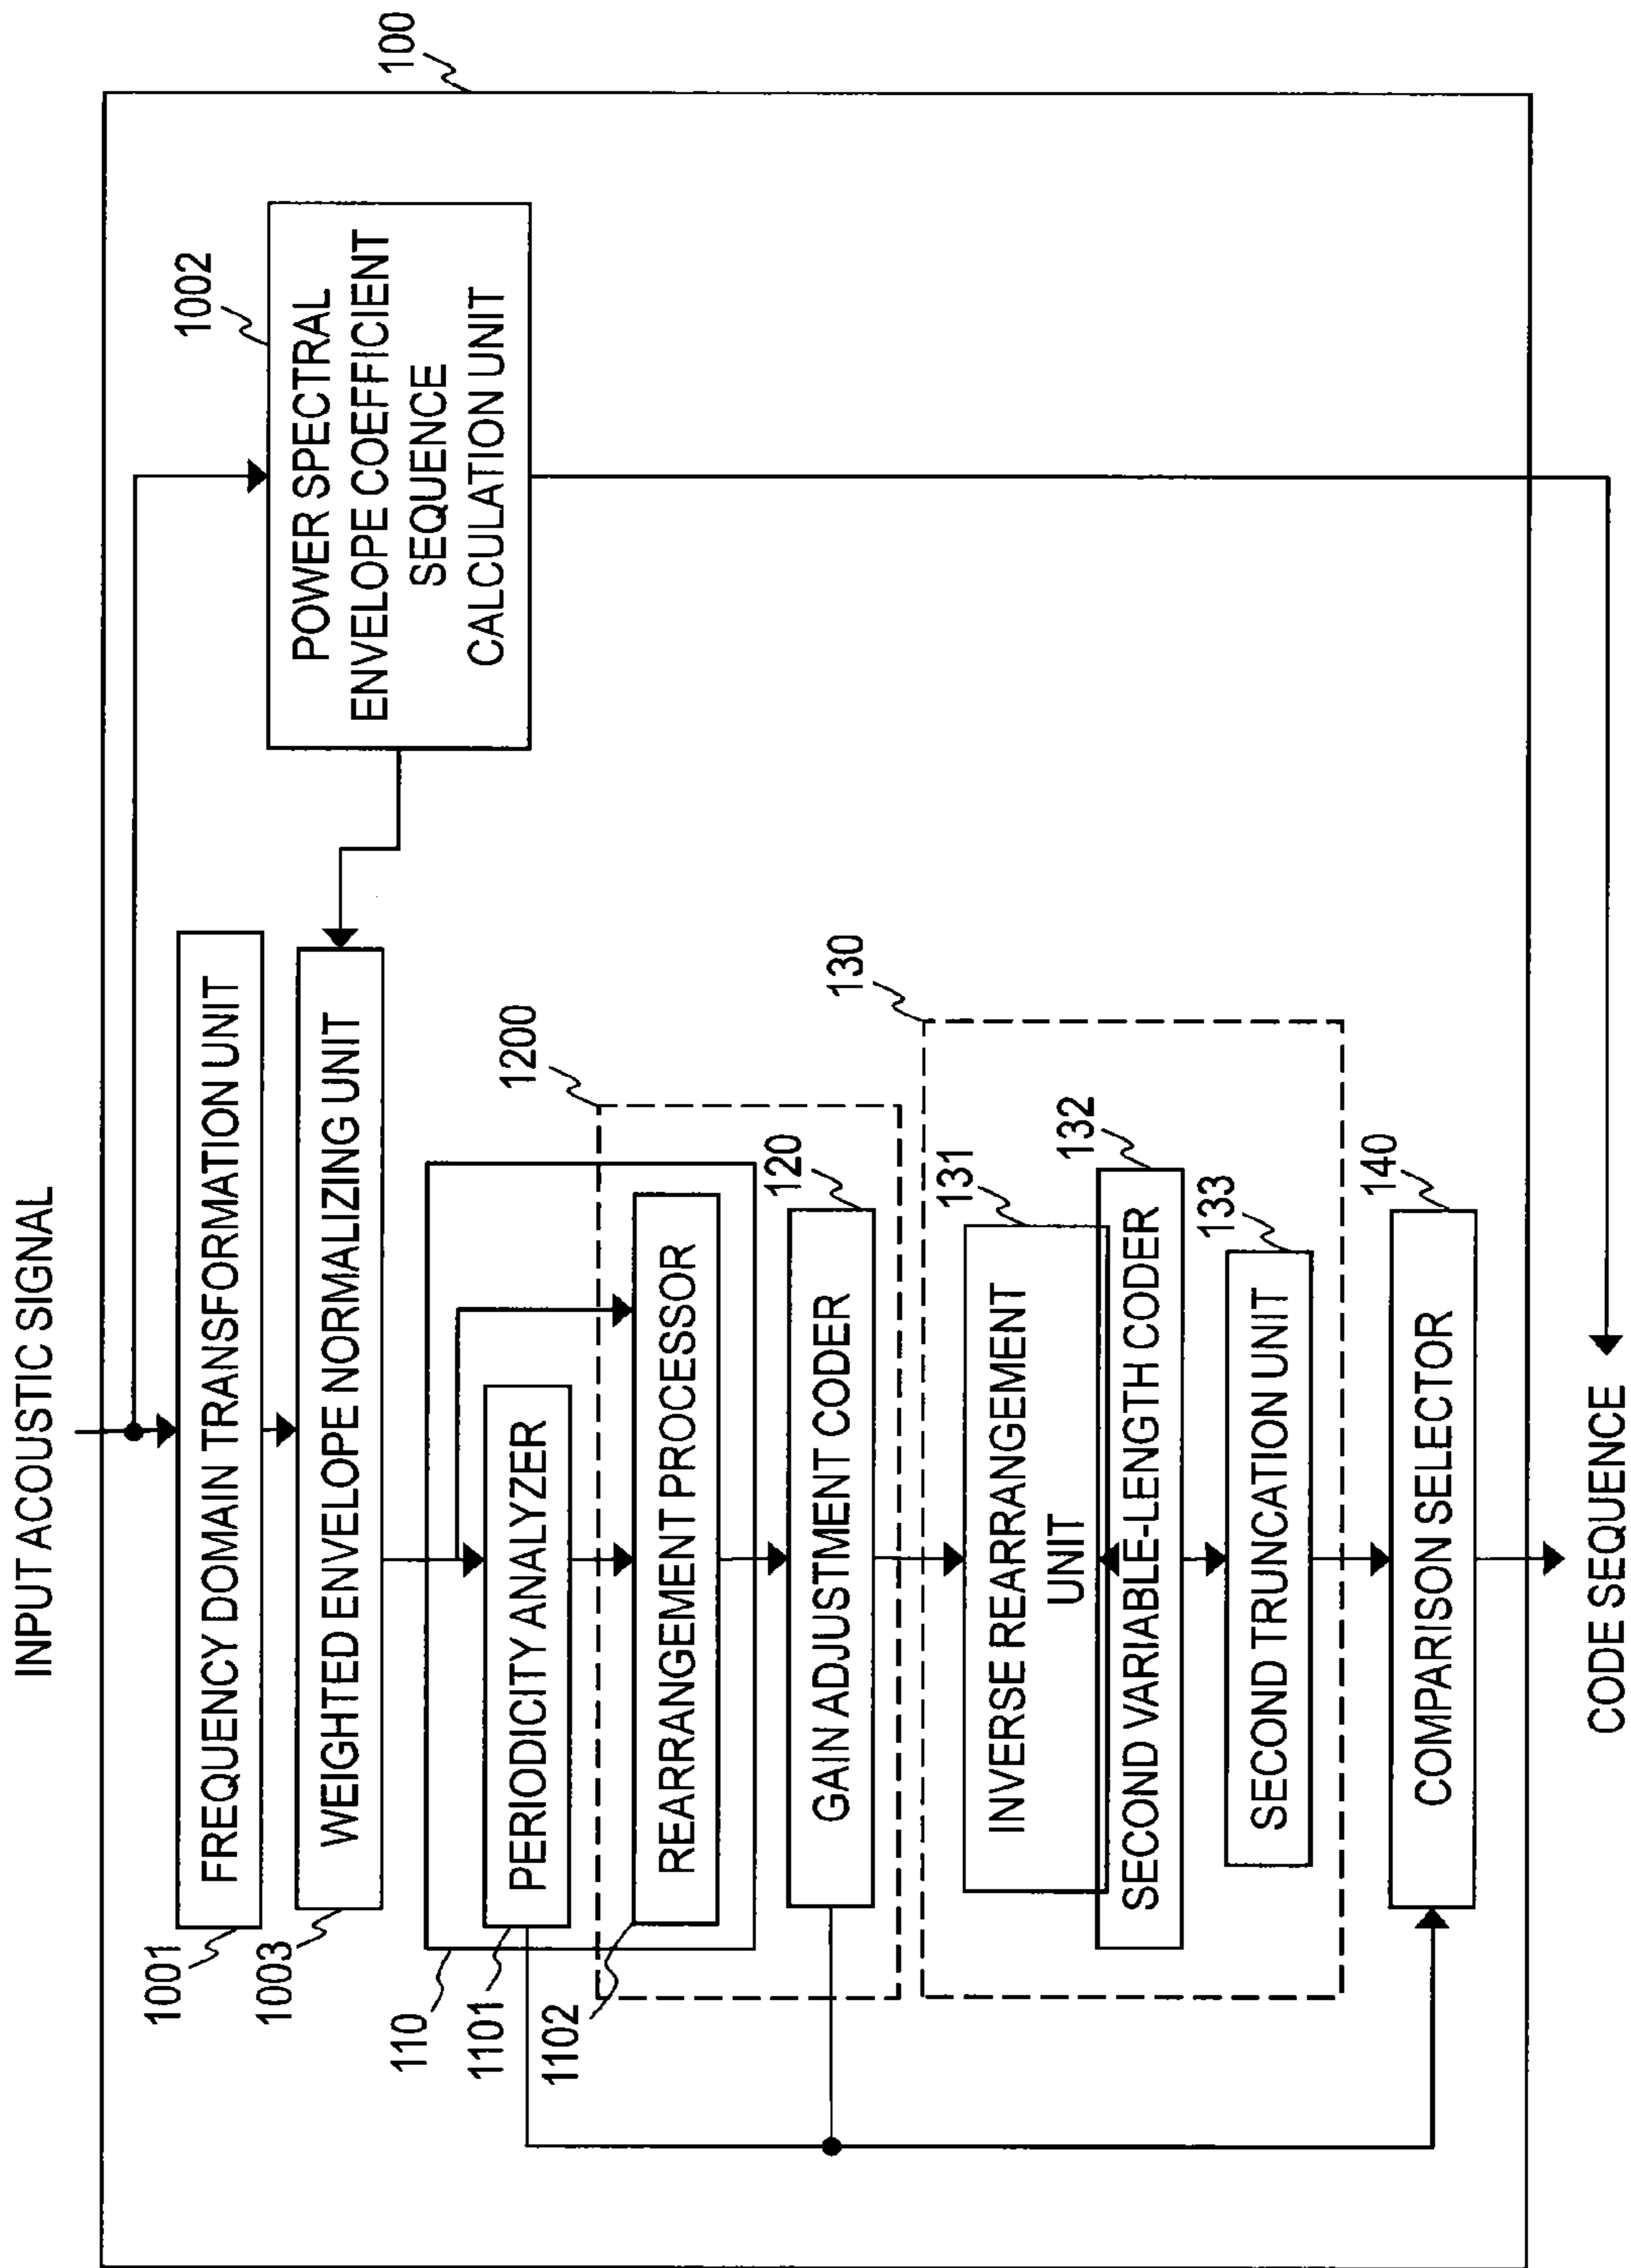 INPUT ACOUSTIC SIGNAL
100
1002
POWER SPECTRAL
ENVELOPE COEFFICIENT
SEQUENCE
CALCULATION UNIT
1001
FREQUENCY DOMAIN TRANSFORMATION UNIT
1003
WEIGHTED ENVELOPE NORMALIZING UNIT
110
1101
PERIODICITY ANALYZER
1200
1102
REARRANGEMENT PROCESSOR
120
GAIN ADJUSTMENT CODER
130
131
INVERSE REARRANGEMENT
UNIT
132
SECOND VARIABLE-LENGTH CODER
133
SECOND TRUNCATION UNIT
140
COMPARISON SELECTOR
CODE SEQUENCE